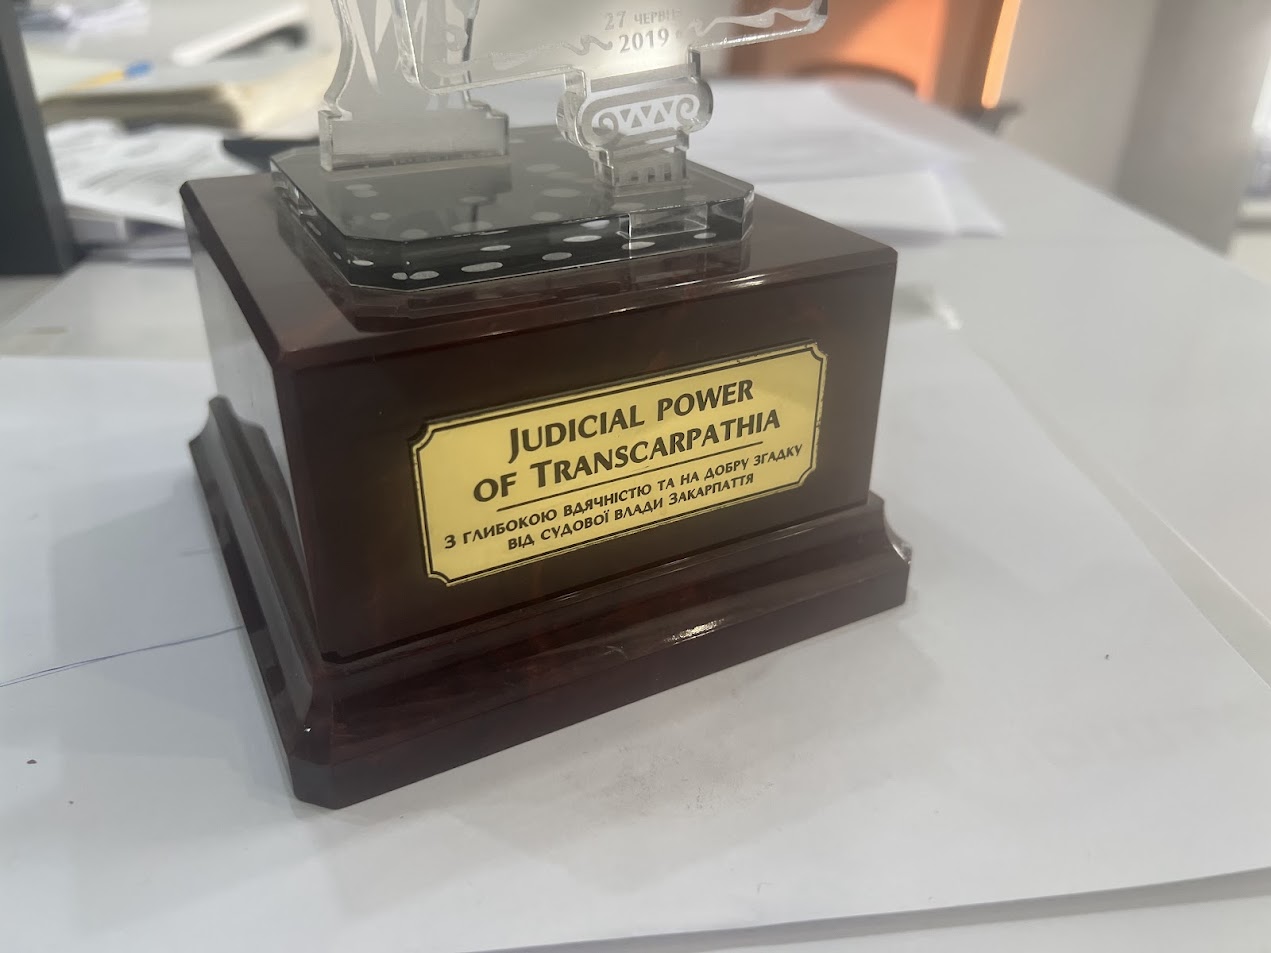 27 ЧЕРВНЯ
2019
JUDICIAL POWER
OF TRANSCARPATHIA
З ГЛИБОКОЮ ВДЯЧНІСТЮ ТА НА ДОБРУ ЗГАДКУ
ВІД СУДОВОЇ ВЛАДИ ЗАКАРПАТТЯ